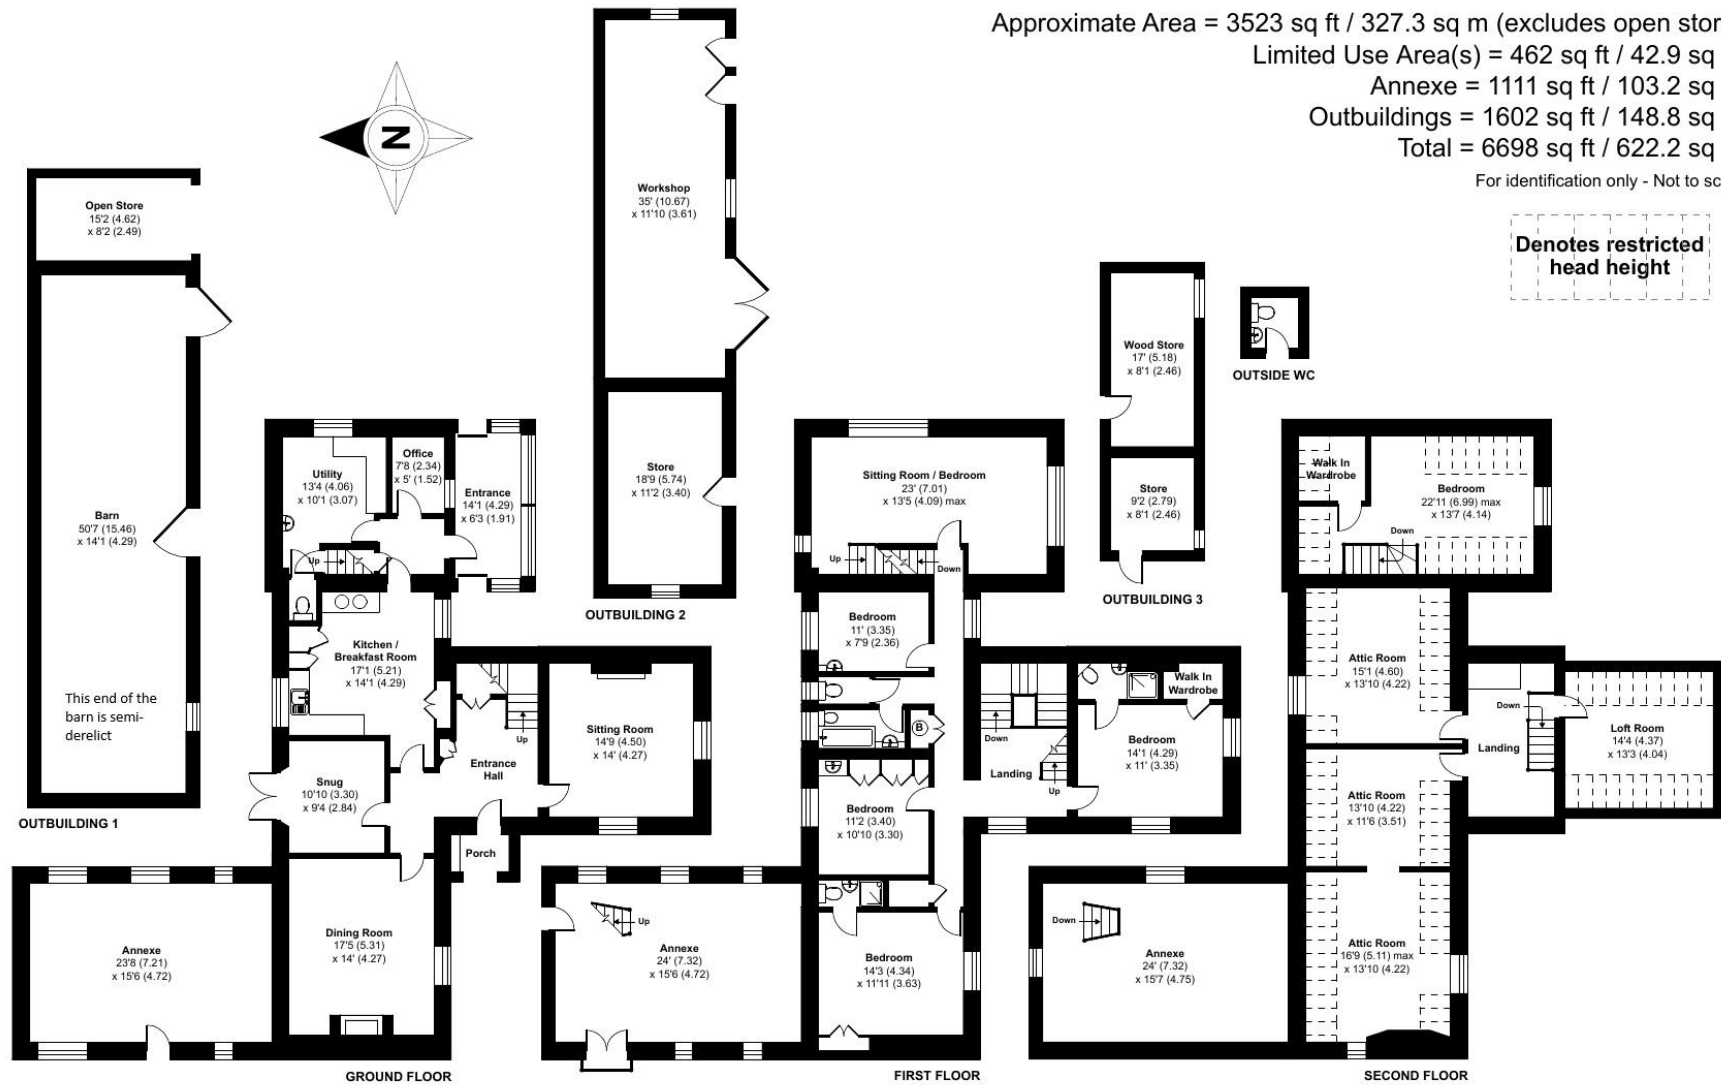 Approximate Area = 3523 sq ft / 327.3 sq m (excludes open stor
Limited Use Area(s) = 462 sq ft / 42.9 sq
Annexe = 1111 sq ft / 103.2 sq
Outbuildings = 1602 sq ft / 148.8 sq
Total = 6698 sq ft / 622.2 sq
For identification only - Not to sc
Denotes restricted
head height
N
Open Store
15'2 (4.62)
x 8'2 (2.49)
Barn
50'7 (15.46)
x 14'1 (4.29)
This end of the
barn is semi-
derelict
OUTBUILDING 1
Workshop
35' (10.67)
x 11'10 (3.61)
Store
18'9 (5.74)
x 11'2 (3.40)
OUTBUILDING 2
Wood Store
17' (5.18)
x 8'1 (2.46)
Store
9'2 (2.79)
x 8'1 (2.46)
OUTBUILDING 3
OUTSIDE WC
Utility
13'4 (4.06)
x 10'1 (3.07)
Office
7'8 (2.34)
x 5' (1.52)
Entrance
14'1 (4.29)
x 6'3 (1.91)
Up
Kitchen /
Breakfast Room
17'1 (5.21)
x 14'1 (4.29)
Sitting Room
14'9 (4.50)
x 14' (4.27)
Up
Entrance
Hall
Snug
10'10 (3.30)
x 9'4 (2.84)
Porch
Dining Room
17'5 (5.31)
x 14' (4.27)
Annexe
23'8 (7.21)
x 15'6 (4.72)
GROUND FLOOR
Sitting Room / Bedroom
23' (7.01)
x 13'5 (4.09) max
Up
Down
Bedroom
11' (3.35)
x 7'9 (2.36)
B
Walk In
Wardrobe
Down
Bedroom
14'1 (4.29)
x 11' (3.35)
Landing
Up
Bedroom
11'2 (3.40)
x 10'10 (3.30)
Up
Annexe
24' (7.32)
x 15'6 (4.72)
Bedroom
14'3 (4.34)
x 11'11 (3.63)
FIRST FLOOR
Walk In
Wardrobe
Bedroom
22'11 (6.99) max
x 13'7 (4.14)
Down
Attic Room
15'1 (4.60)
x 13'10 (4.22)
Down
Landing
Loft Room
14'4 (4.37)
x 13'3 (4.04)
Attic Room
13'10 (4.22)
x 11'6 (3.51)
Down
Annexe
24' (7.32)
x 15'7 (4.75)
Attic Room
16'9 (5.11) max
x 13'10 (4.22)
SECOND FLOOR